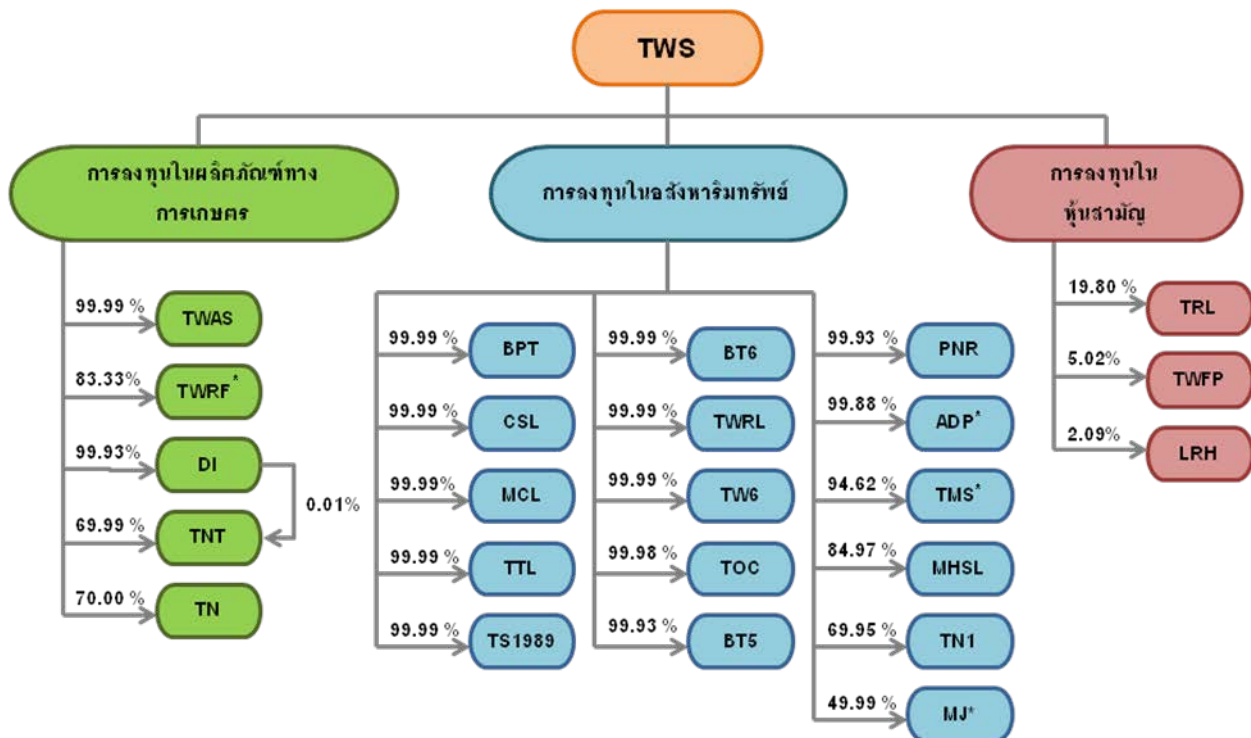 TWS
การลงทุนในผลิตภัณฑ์ทาง
การเกษตร
99.99 %
TWAS
83.33%
TWRF*
99.93%
DI
0.01%
69.99 %
TNT
70.00 %
TN
การลงทุนในอสังหาริมทรัพย์
99.99 %
BPT
99.99 %
CSL
99.99%
MCL
99.99 %
TTL
99.99 %
TS1989
99.99 %
BT6
99.99 %
TWRL
99.99 %
TW6
99.98 %
TOC
99.93 %
BT5
99.93 %
PNR
99.88 %
ADP*
94.62 %
TMS*
84.97%
MHSL
69.95 %
TN1
49.99 %
MJ*
การลงทุนใน
หุ้นสามัญ
19.80 %
TRL
5.02%
TWFP
2.09%
LRH